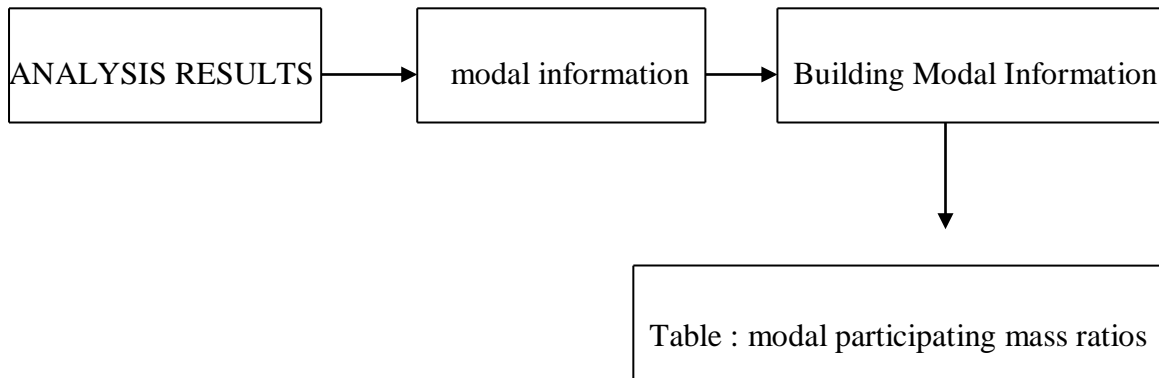 ANALYSIS RESULTS
modal information
Building Modal Information
Table : modal participating mass ratios